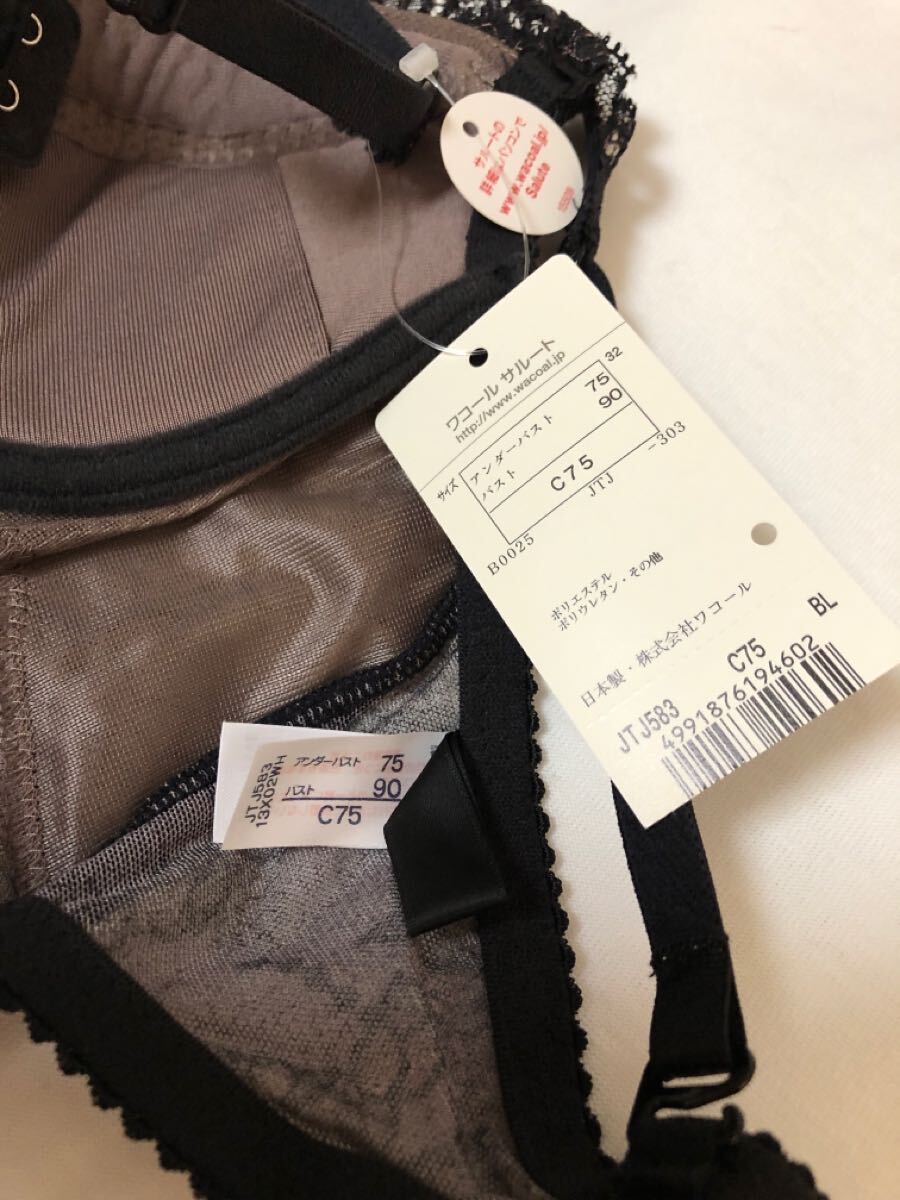 サルートの
詳細はパソコンで
www.wacoal.jp/
Salute
ワコール サルート
http://www.wacoal.jp
サイズ
アンダーバスト 75
バスト 90
32
C75
B0025 JTJ -303
ポリエステル
ポリウレタン・その他
日本製・株式会社ワコール
JTJ583 C75 BL
4991876194602
JTJ583
13X02WH
アンダーバスト 75
バスト 90
C75